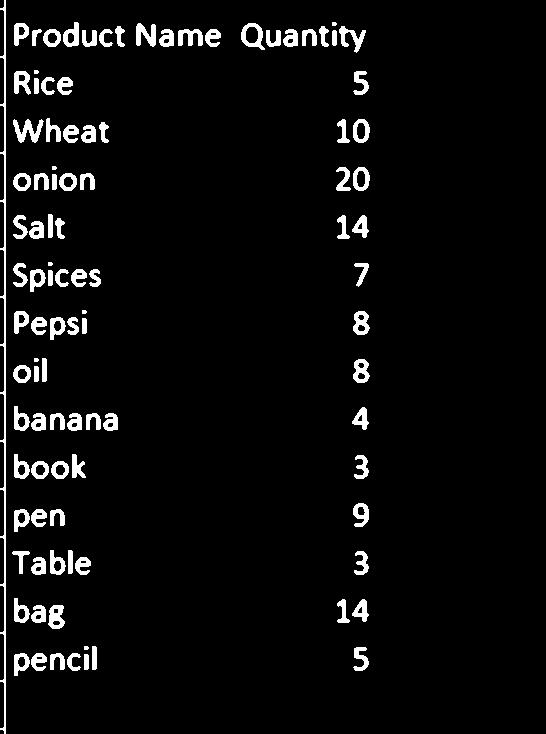 Product Name Quantity
Rice 5
Wheat 10
onion 20
Salt 14
Spices 7
Pepsi 8
oil 8
banana 4
book 3
pen 9
Table 3
bag 14
pencil 5